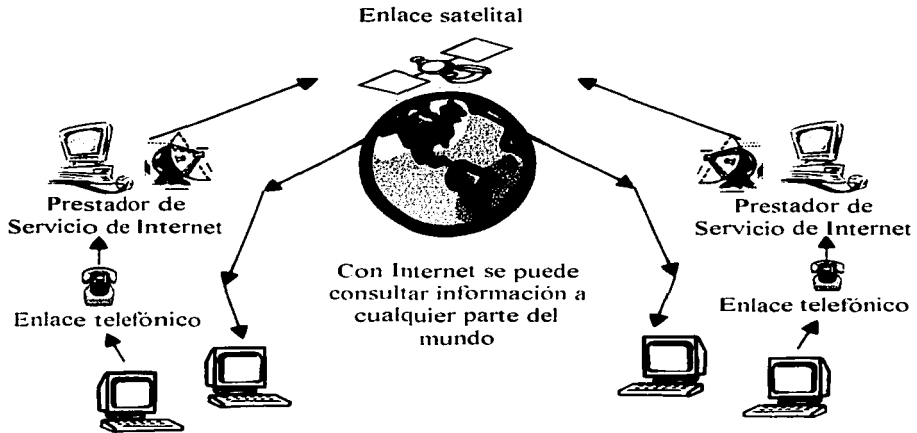 Enlace satelital
Prestador de
Servicio de Internet
Enlace telefónico
Con Internet se puede
consultar información a
cualquier parte del
mundo
Prestador de
Servicio de Internet
Enlace telefónico